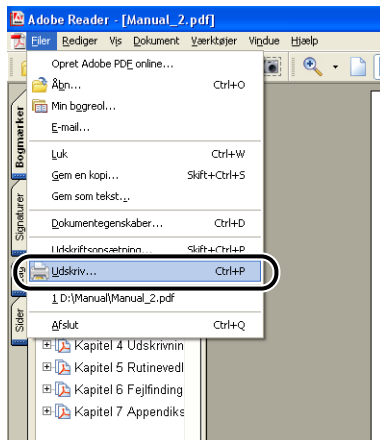 Adobe Reader - [Manual_2.pdf]
Filer Rediger Vis Dokument Værktøjer Vindue Hjælp
Opret Adobe PDF online...
Åbn... Ctrl+O
Min bogreol...
E-mail...
Luk Ctrl+W
Gem en kopi... Skift+Ctrl+S
Gem som tekst...
Dokumentegenskaber... Ctrl+D
Udskriftsopsætning... Skift+Ctrl+P
Udskriv... Ctrl+P
1 D:\Manual\Manual_2.pdf
Afslut Ctrl+Q
Bogmærker
Signaturer
Sider
Kapitel 4 Udskrivnin
Kapitel 5 Rutinevedl
Kapitel 6 Fejlfinding
Kapitel 7 Appendiks